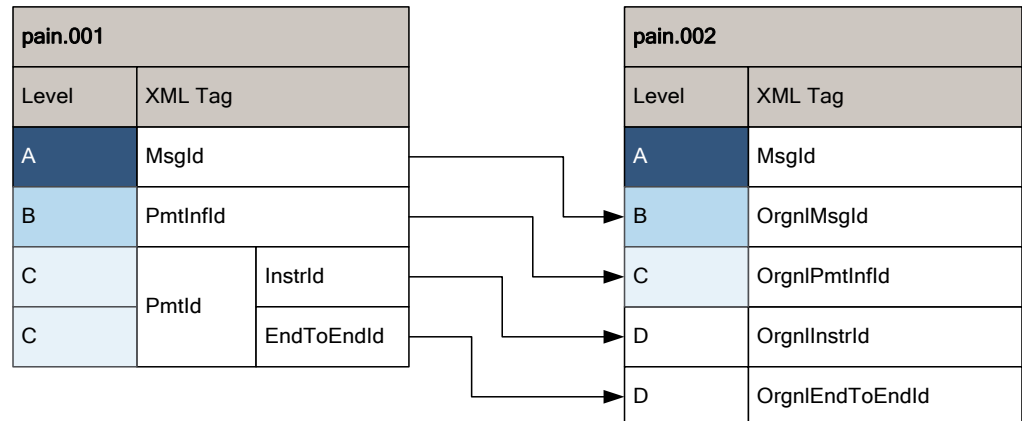 pain.001
Level XML Tag
A MsgId
B PmtInfId
C PmtId InstrId
C EndToEndId
pain.002
Level XML Tag
A MsgId
B OrgnlMsgId
C OrgnlPmtInfId
D OrgnlInstrId
D OrgnlEndToEndId